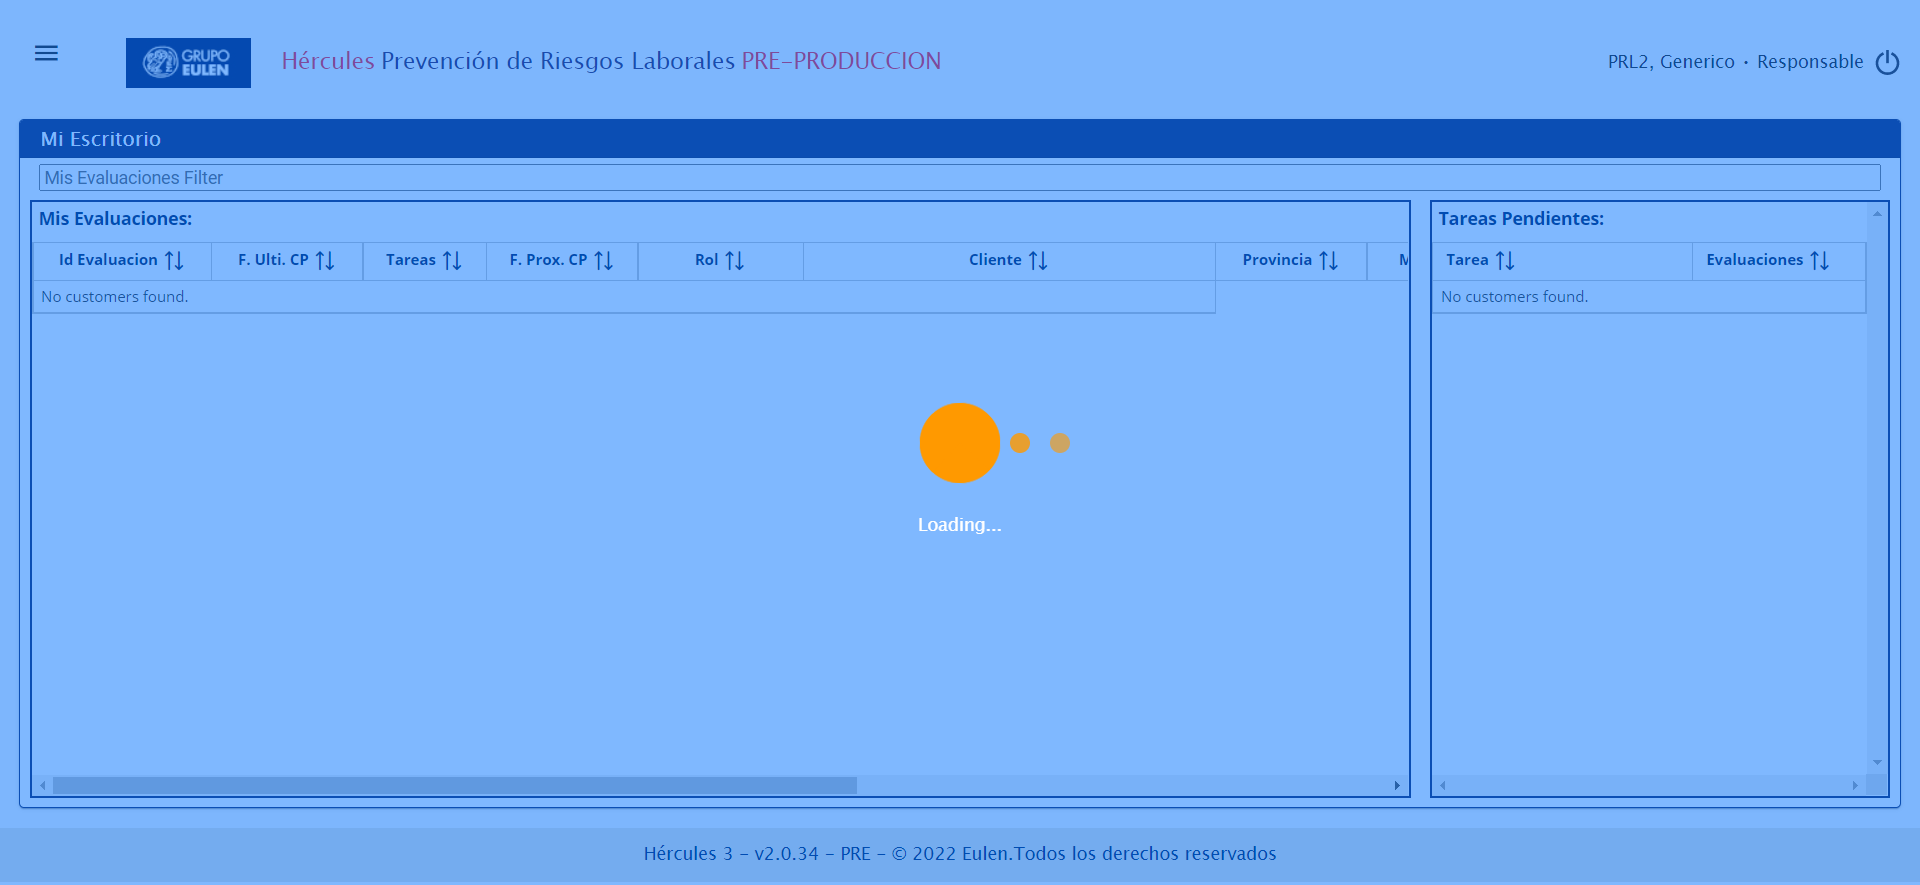 GRUPO
EULEN
Hércules Prevención de Riesgos Laborales PRE-PRODUCCION
PRL2, Generico · Responsable
Mi Escritorio
Mis Evaluaciones Filter
Mis Evaluaciones:
Id Evaluacion F. Ulti. CP Tareas F. Prox. CP Rol Cliente Provincia
No customers found.
Tareas Pendientes:
Tarea Evaluaciones
No customers found.
Loading...
Hércules 3 - v2.0.34 - PRE - © 2022 Eulen.Todos los derechos reservados